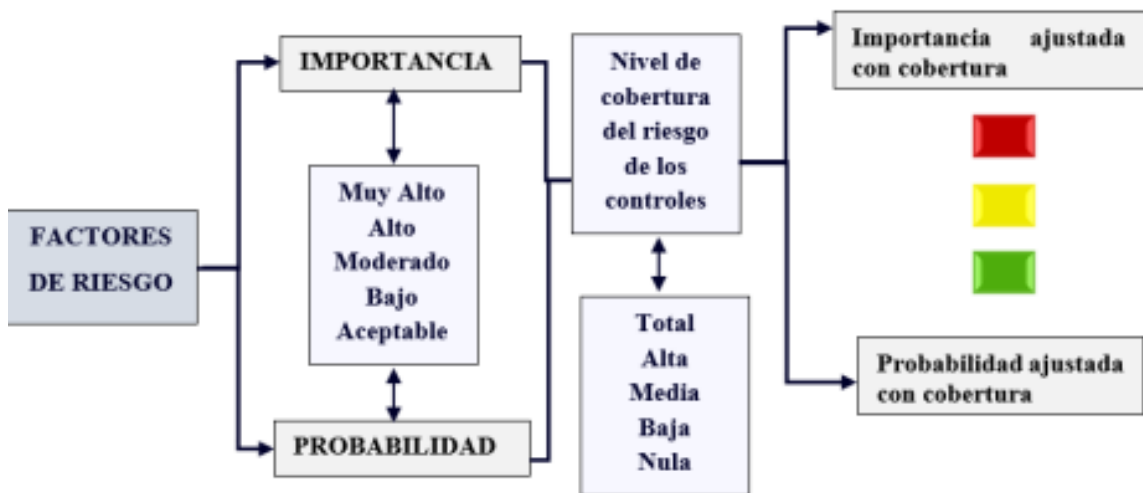 FACTORES
DE RIESGO
IMPORTANCIA
Muy Alto
Alto
Moderado
Bajo
Aceptable
PROBABILIDAD
Nivel de
cobertura
del riesgo
de los
controles
Total
Alta
Media
Baja
Nula
Importancia ajustada
con cobertura
Probabilidad ajustada
con cobertura